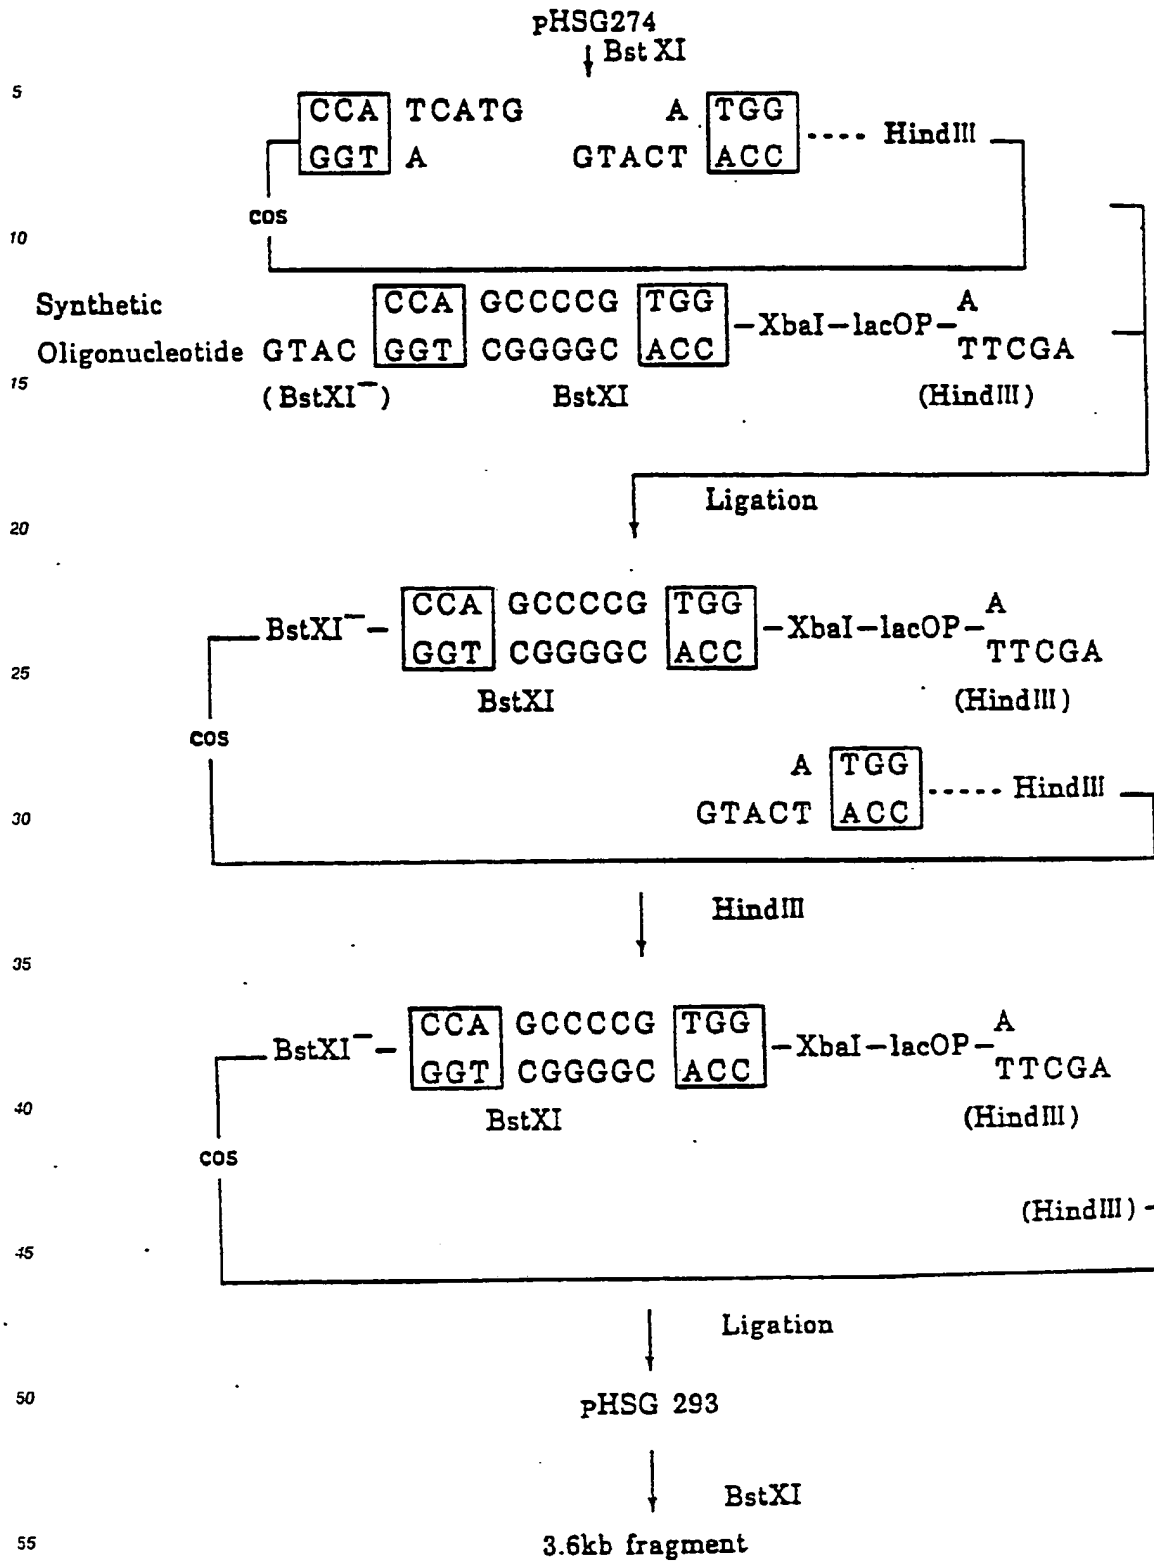 pHSG274
Bst XI
5
CCA TCATG A TGG
GGT A GTACT ACC ---- HindIII
cos
10
Synthetic CCA GCCCCG TGG A
Oligonucleotide GTAC GGT CGGGGC ACC –XbaI–lacOP– TTCGA
15
(BstXI⁻) BstXI (HindIII)
Ligation
20
BstXI⁻– CCA GCCCCG TGG –XbaI–lacOP– A
GGT CGGGGC ACC TTCGA
25
BstXI (HindIII)
cos
A TGG
GTACT ACC ----- HindIII
30
HindIII
35
BstXI⁻– CCA GCCCCG TGG –XbaI–lacOP– A
GGT CGGGGC ACC TTCGA
40
BstXI (HindIII)
cos
(HindIII) –
45
Ligation
50
pHSG 293
BstXI
55
3.6kb fragment